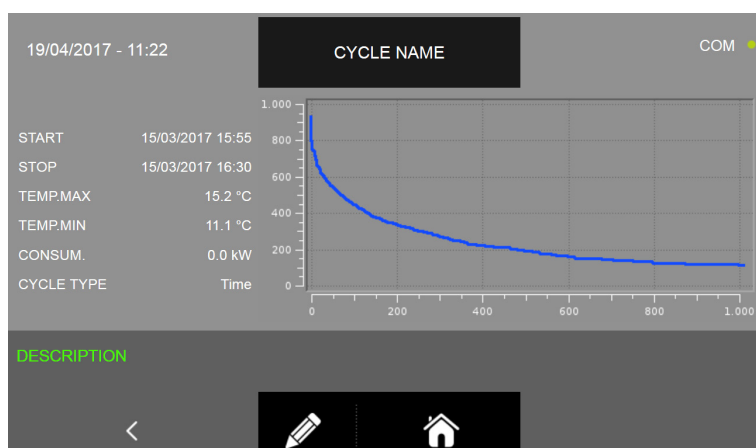 19/04/2017 - 11:22
CYCLE NAME
COM
START 15/03/2017 15:55
STOP 15/03/2017 16:30
TEMP.MAX 15.2 °C
TEMP.MIN 11.1 °C
CONSUM. 0.0 kW
CYCLE TYPE Time
1.000
800
600
400
200
0
0 200 400 600 800 1.000
DESCRIPTION